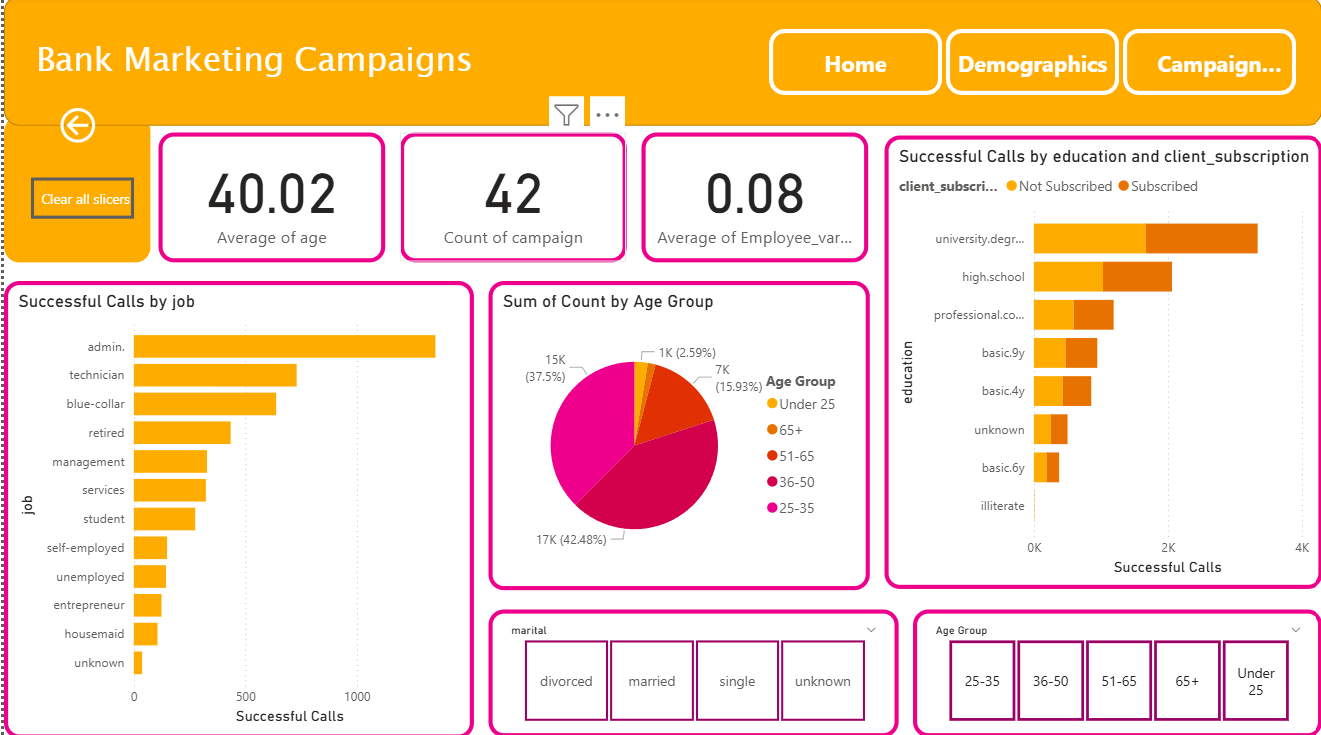 Bank Marketing Campaigns
Home
Demographics
Campaign...
Clear all slicers
40.02
Average of age
42
Count of campaign
0.08
Average of Employee_var...
Successful Calls by education and client_subscription
client_subscri...
Not Subscribed
Subscribed
education
university.degr...
high.school
professional.co...
basic.9y
basic.4y
unknown
basic.6y
illiterate
0K
2K
4K
Successful Calls
Successful Calls by job
job
admin.
technician
blue-collar
retired
management
services
student
self-employed
unemployed
entrepreneur
housemaid
unknown
0
500
1000
Successful Calls
Sum of Count by Age Group
1K (2.59%)
7K
(15.93%)
17K (42.48%)
15K
(37.5%)
Age Group
Under 25
65+
51-65
36-50
25-35
marital
divorced
married
single
unknown
Age Group
25-35
36-50
51-65
65+
Under
25